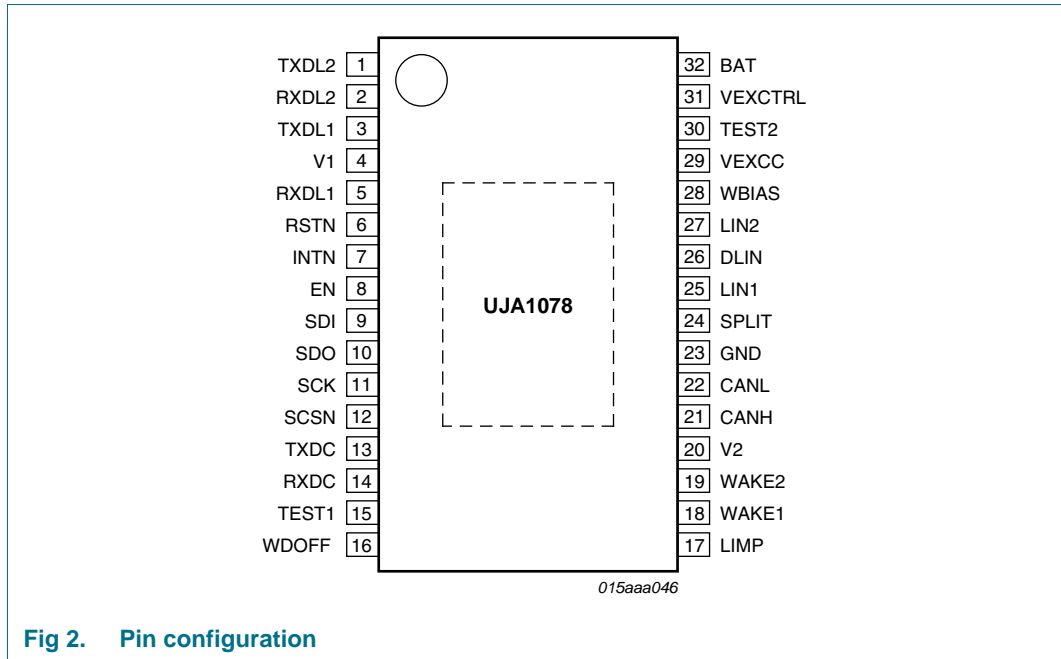 TXDL2 1 32 BAT
RXDL2 2 31 VEXCTRL
TXDL1 3 30 TEST2
V1 4 29 VEXCC
RXDL1 5 28 WBIAS
RSTN 6 27 LIN2
INTN 7 26 DLIN
EN 8 25 LIN1
UJA1078
SDI 9 24 SPLIT
SDO 10 23 GND
SCK 11 22 CANL
SCSN 12 21 CANH
TXDC 13 20 V2
RXDC 14 19 WAKE2
TEST1 15 18 WAKE1
WDOFF 16 17 LIMP
015aaa046
Fig 2. Pin configuration